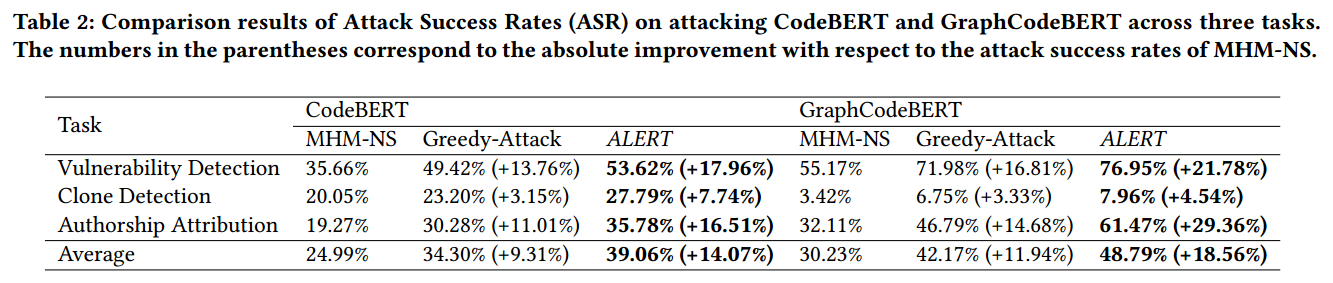 Table 2: Comparison results of Attack Success Rates (ASR) on attacking CodeBERT and GraphCodeBERT across three tasks.
The numbers in the parentheses correspond to the absolute improvement with respect to the attack success rates of MHM-NS.
Task CodeBERT GraphCodeBERT
MHM-NS Greedy-Attack ALERT MHM-NS Greedy-Attack ALERT
Vulnerability Detection 35.66% 49.42% (+13.76%) 53.62% (+17.96%) 55.17% 71.98% (+16.81%) 76.95% (+21.78%)
Clone Detection 20.05% 23.20% (+3.15%) 27.79% (+7.74%) 3.42% 6.75% (+3.33%) 7.96% (+4.54%)
Authorship Attribution 19.27% 30.28% (+11.01%) 35.78% (+16.51%) 32.11% 46.79% (+14.68%) 61.47% (+29.36%)
Average 24.99% 34.30% (+9.31%) 39.06% (+14.07%) 30.23% 42.17% (+11.94%) 48.79% (+18.56%)